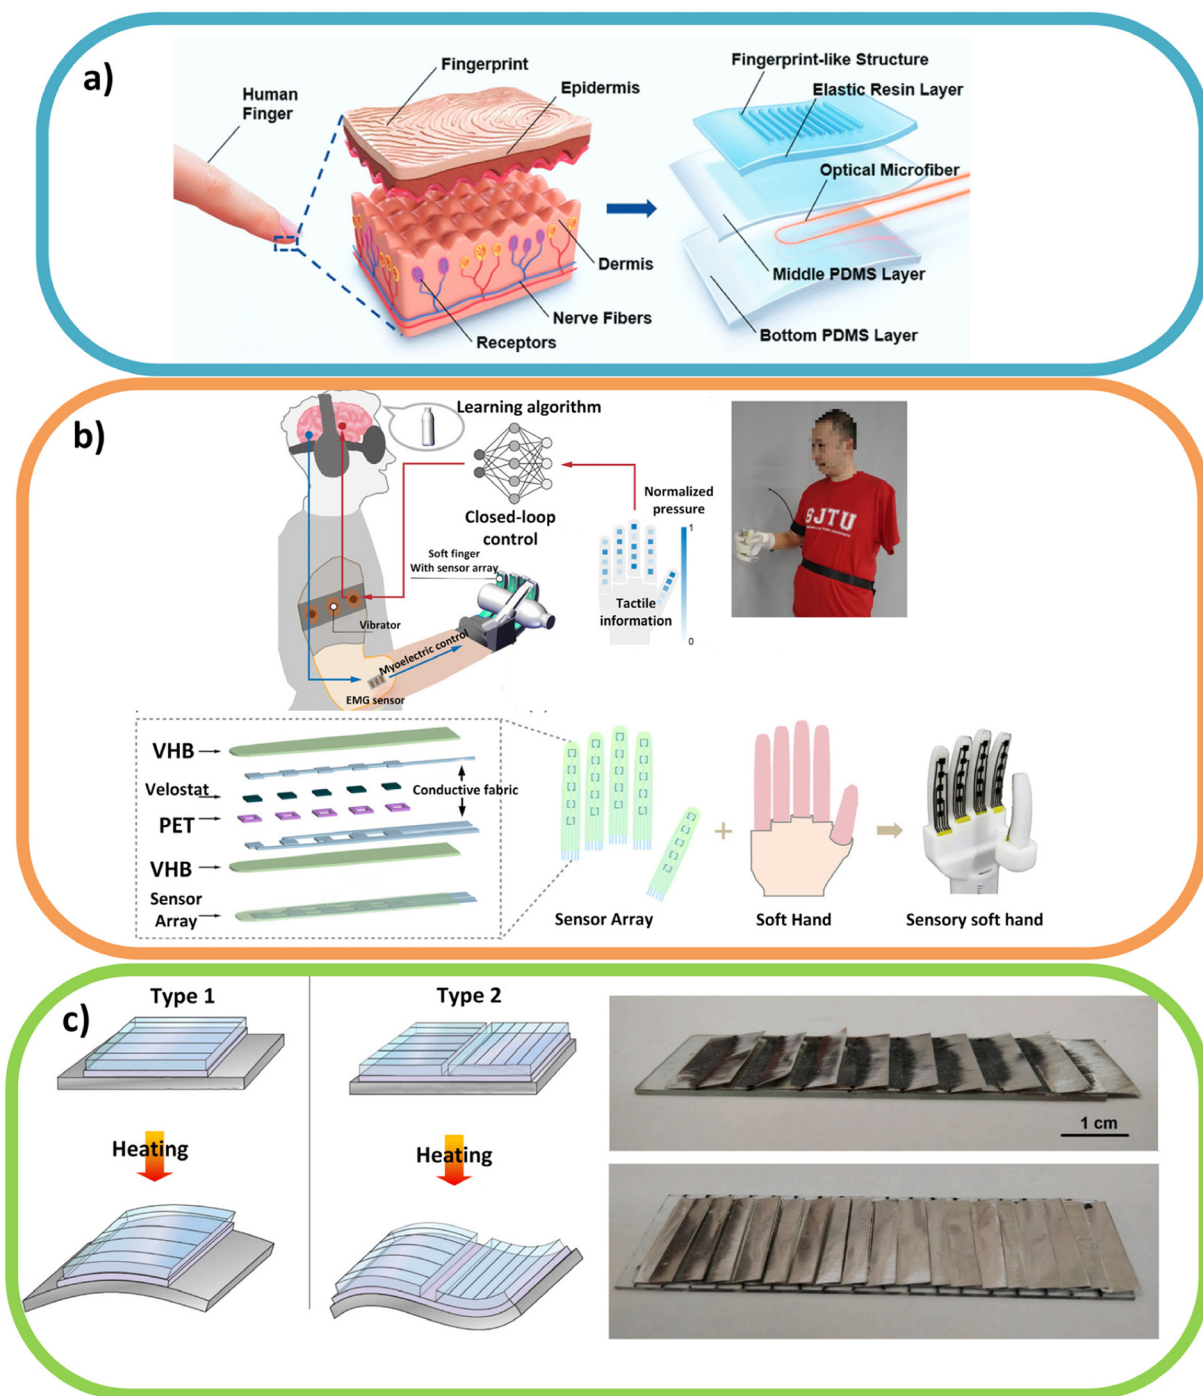 a)
Human
Finger
Fingerprint
Epidermis
Dermis
Nerve Fibers
Receptors
Fingerprint-like Structure
Elastic Resin Layer
Optical Microfiber
Middle PDMS Layer
Bottom PDMS Layer
b)
Learning algorithm
Closed-loop
control
Soft finger
With sensor array
Normalized
pressure
1
0
Tactile
information
Vibrator
Myoelectric control
EMG sensor
SJTU
VHB
Velostat
PET
VHB
Sensor
Array
Conductive fabric
Sensor Array
+
Soft Hand
Sensory soft hand
c)
Type 1
Type 2
Heating
Heating
1 cm